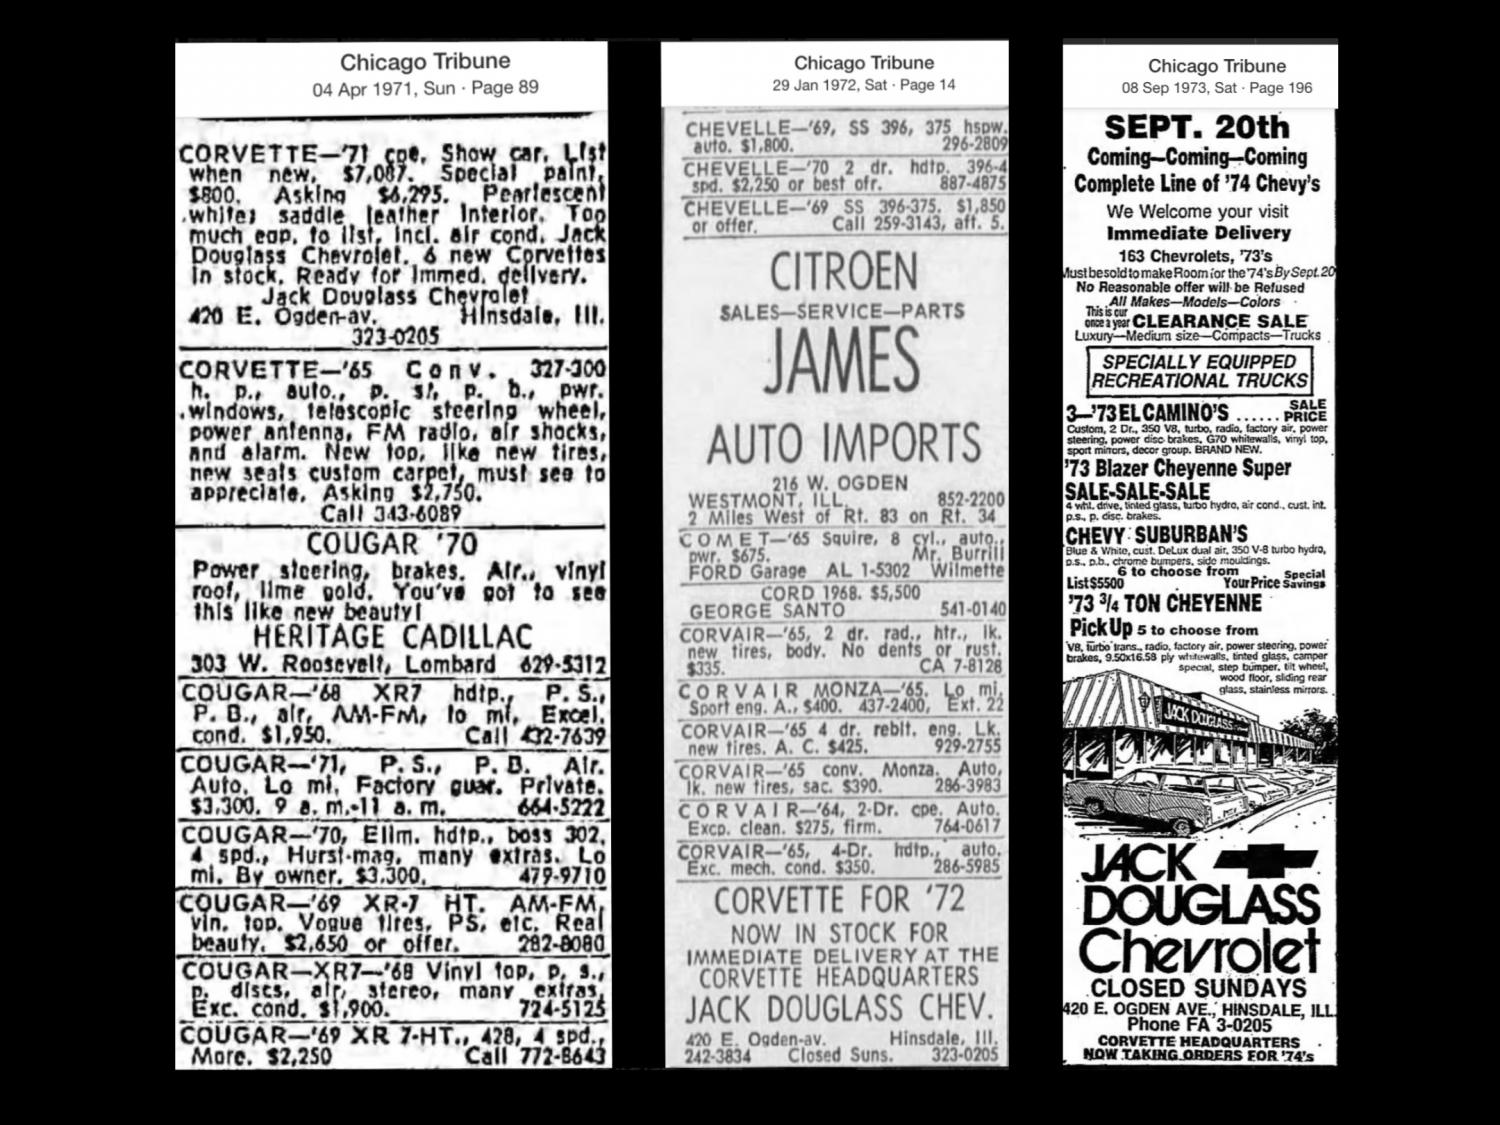 Chicago Tribune
04 Apr 1971, Sun · Page 89
CORVETTE—'71 cpe. Show car. List
when new, $7,087. Special paint,
$800. Asking $6,295. Pearlescent
white; saddle leather interior. Too
much eqp. to list, incl. air cond. Jack
Douglass Chevrolet. 6 new Corvettes
in stock. Ready for immed. delivery.
Jack Douglass Chevrolet
420 E. Ogden-av. Hinsdale, Ill.
323-0205
CORVETTE—'65 Conv. 327-300
h. p., auto., p. st, p. b., pwr.
windows, telescopic steering wheel,
power antenna, FM radio, air shocks,
and alarm. New top, like new tires,
new seats custom carpet, must see to
appreciate. Asking $2,750.
Call 343-6089
COUGAR '70
Power steering, brakes. Air., vinyl
roof, lime gold. You've got to see
this like new beauty!
HERITAGE CADILLAC
303 W. Roosevelt, Lombard 629-5312
COUGAR—'68 XR7 hdtp., P. S.,
P. B., air, AM-FM, lo mi, Excel.
cond. $1,950. Call 432-7639
COUGAR—'71, P. S., P. B. Air.
Auto. Lo mi. Factory guar. Private.
$3,300. 9 a. m.-11 a. m. 664-5222
COUGAR—'70, Elim. hdtp., boss 302,
4 spd., Hurst-mag, many extras. Lo
mi. By owner. $3,300. 479-9710
COUGAR—'69 XR-7 HT. AM-FM,
vin. top. Vogue tires, PS, etc. Real
beauty. $2,650 or offer. 282-8080
COUGAR—XR7—'68 Vinyl top, p. s.,
p. discs, air, stereo, many extras,
Exc. cond. $1,900. 724-5125
COUGAR—'69 XR 7-HT., 428, 4 spd.,
More. $2,250 Call 772-8643
Chicago Tribune
29 Jan 1972, Sat · Page 14
CHEVELLE—'69, SS 396, 375 hspw.
auto. $1,800. 296-2809
CHEVELLE—'70 2 dr. hdtp. 396-4
spd. $2,250 or best ofr. 887-4875
CHEVELLE—'69 SS 396-375. $1,850
or offer. Call 259-3143, aft. 5.
CITROEN
SALES—SERVICE—PARTS
JAMES
AUTO IMPORTS
216 W. OGDEN
WESTMONT, ILL. 852-2200
2 Miles West of Rt. 83 on Rt. 34
COMET—'65 Squire, 8 cyl., auto.,
pwr. $675. Mr. Burrill
FORD Garage AL 1-5302 Wilmette
CORD 1968. $5,500
GEORGE SANTO 541-0140
CORVAIR—'65, 2 dr. rad., htr., lk.
new tires, body. No dents or rust.
$335. CA 7-8128
CORVAIR MONZA—'65. Lo mi.
Sport eng. A., $400. 437-2400, Ext. 22
CORVAIR—'65 4 dr. reblt. eng. Lk.
new tires. A. C. $425. 929-2755
CORVAIR—'65 conv. Monza. Auto,
lk. new tires, sac. $390. 286-3983
CORVAIR—'64, 2-Dr. cpe. Auto.
Excp. clean. $275, firm. 764-0617
CORVAIR—'65, 4-Dr. hdtp., auto.
Exc. mech. cond. $350. 286-5985
CORVETTE FOR '72
NOW IN STOCK FOR
IMMEDIATE DELIVERY AT THE
CORVETTE HEADQUARTERS
JACK DOUGLASS CHEV.
420 E. Ogden-av. Hinsdale, Ill.
242-3834 Closed Suns. 323-0205
Chicago Tribune
08 Sep 1973, Sat · Page 196
SEPT. 20th
Coming—Coming—Coming
Complete Line of '74 Chevy's
We Welcome your visit
Immediate Delivery
163 Chevrolets, '73's
Must be sold to make Room for the '74's By Sept. 20
No Reasonable offer will be Refused
All Makes—Models—Colors
This is our
once a year CLEARANCE SALE
Luxury—Medium size—Compacts—Trucks
SPECIALLY EQUIPPED
RECREATIONAL TRUCKS
3—'73 EL CAMINO'S ...... SALE PRICE
Custom, 2 Dr., 350 V8, turbo, radio, factory air, power
steering, power disc brakes, G70 whitewalls, vinyl top,
sport mirrors, decor group. BRAND NEW.
'73 Blazer Cheyenne Super
SALE-SALE-SALE
4 whl. drive, tinted glass, turbo hydro, air cond., cust. int.
p.s., p. disc. brakes.
CHEVY SUBURBAN'S
Blue & White, cust. DeLux dual air, 350 V-8 turbo hydro,
p.s., p.b., chrome bumpers, side mouldings.
6 to choose from
List $5500 Your Price Special Savings
'73 3/4 TON CHEYENNE
Pick Up 5 to choose from
V8, turbo trans., radio, factory air, power steering, power
brakes, 9.50x16.58 ply whitewalls, tinted glass, camper
special, step bumper, tilt wheel,
wood floor, sliding rear
glass, stainless mirrors.
JACK DOUGLASS
JACK
DOUGLASS
Chevrolet
CLOSED SUNDAYS
420 E. OGDEN AVE., HINSDALE, ILL.
Phone FA 3-0205
CORVETTE HEADQUARTERS
NOW TAKING ORDERS FOR '74's